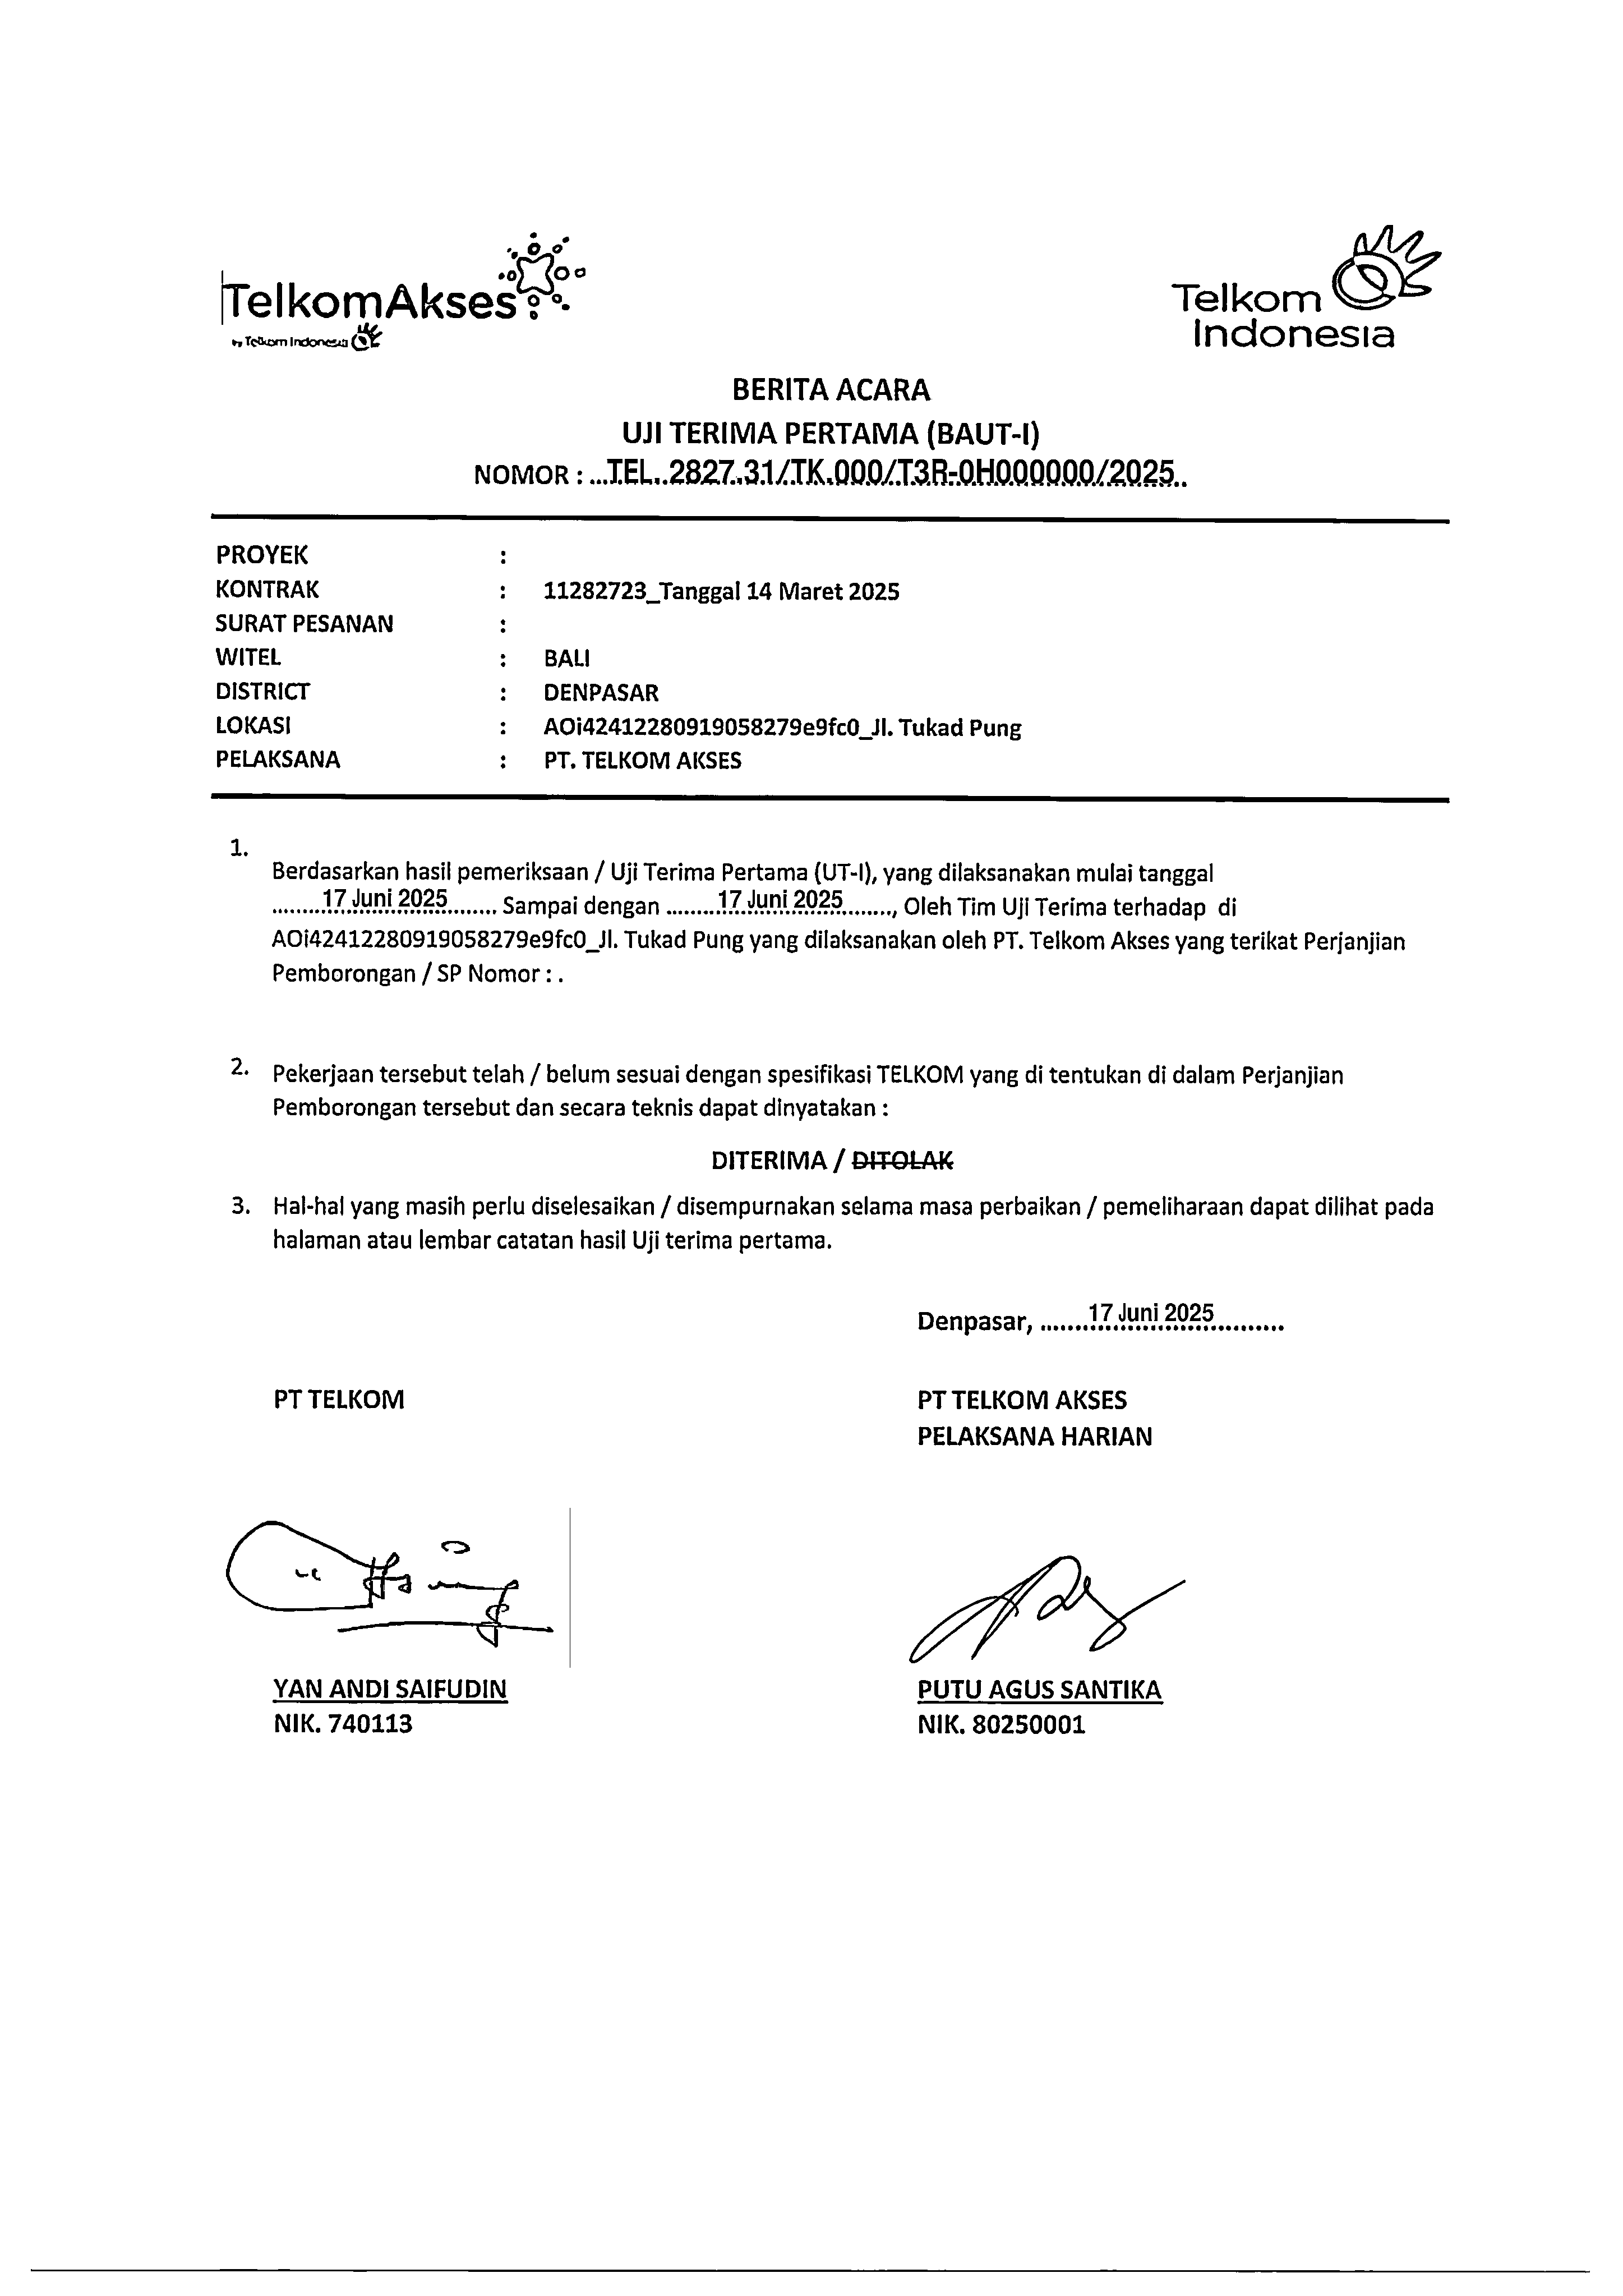 TelkomAkses
by Telkom Indonesia
Telkom
Indonesia
BERITA ACARA
UJI TERIMA PERTAMA (BAUT-I)
NOMOR : ...TEL..2827.31/TK.000/T3R-0H000000/2025..
PROYEK :
KONTRAK : 11282723_Tanggal 14 Maret 2025
SURAT PESANAN :
WITEL : BALI
DISTRICT : DENPASAR
LOKASI : AOi42412280919058279e9fc0_Jl. Tukad Pung
PELAKSANA : PT. TELKOM AKSES
1.
Berdasarkan hasil pemeriksaan / Uji Terima Pertama (UT-I), yang dilaksanakan mulai tanggal
........17 Juni 2025........ Sampai dengan ........17 Juni 2025........, Oleh Tim Uji Terima terhadap di
AOi42412280919058279e9fc0_Jl. Tukad Pung yang dilaksanakan oleh PT. Telkom Akses yang terikat Perjanjian
Pemborongan / SP Nomor : .
2. Pekerjaan tersebut telah / belum sesuai dengan spesifikasi TELKOM yang di tentukan di dalam Perjanjian
Pemborongan tersebut dan secara teknis dapat dinyatakan :
DITERIMA / DITOLAK
3. Hal-hal yang masih perlu diselesaikan / disempurnakan selama masa perbaikan / pemeliharaan dapat dilihat pada
halaman atau lembar catatan hasil Uji terima pertama.
Denpasar, .......17 Juni 2025..........
PT TELKOM
PT TELKOM AKSES
PELAKSANA HARIAN
YAN ANDI SAIFUDIN
NIK. 740113
PUTU AGUS SANTIKA
NIK. 80250001